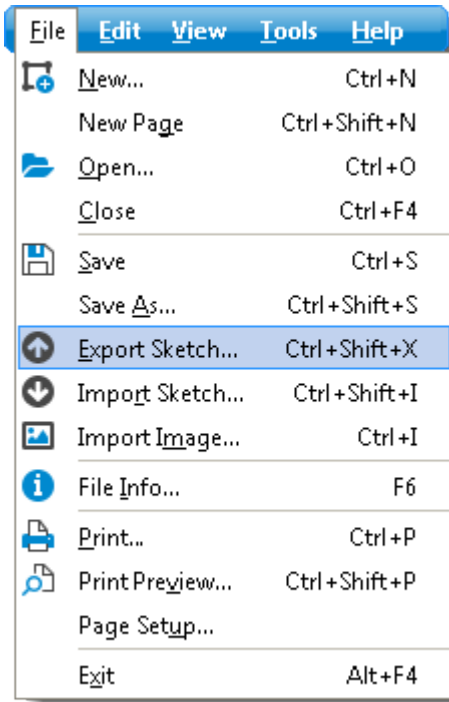 File Edit View Tools Help
New... Ctrl+N
New Page Ctrl+Shift+N
Open... Ctrl+O
Close Ctrl+F4
Save Ctrl+S
Save As... Ctrl+Shift+S
Export Sketch... Ctrl+Shift+X
Import Sketch... Ctrl+Shift+I
Import Image... Ctrl+I
File Info... F6
Print... Ctrl+P
Print Preview... Ctrl+Shift+P
Page Setup...
Exit Alt+F4